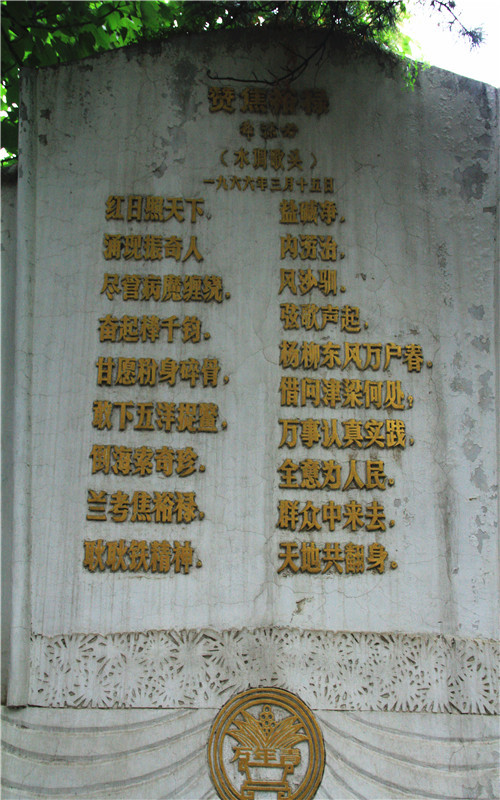 赞焦裕禄
（水调歌头）
一九六六年三月十五日
红日照天下，
涌现振奇人
尽管病魔缠绕，
奋起悍千钧。
甘愿粉身碎骨，
敢下五洋捉鳖，
倒海索奇珍。
兰考焦裕禄，
耿耿铁精神。
盐碱净，
内涝治，
风沙驯，
弦歌声起，
杨柳东风万户春。
借问津梁何处，
万事认真实践，
全意为人民。
群众中来去，
天地共翻身。